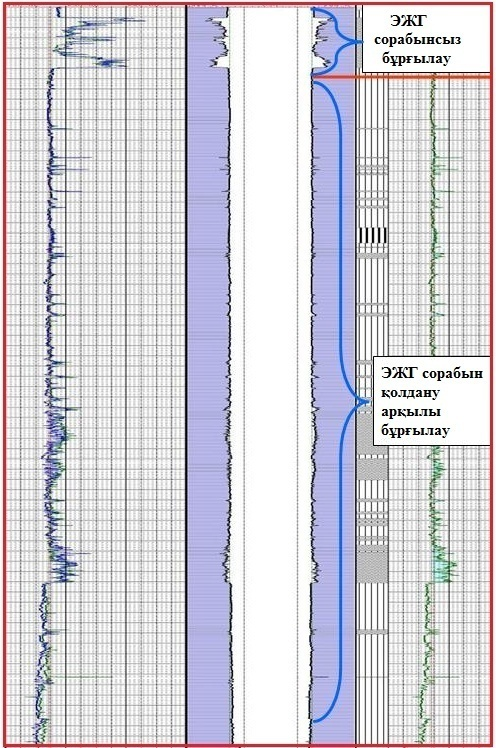 ЭЖГ
сорабынсыз
бұрғылау
ЭЖГ сорабын
қолдану
арқылы
бұрғылау